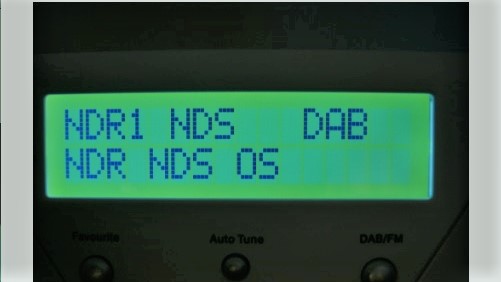 NDR1 NDS DAB
NDR NDS OS
Favourite Auto Tune DAB/FM